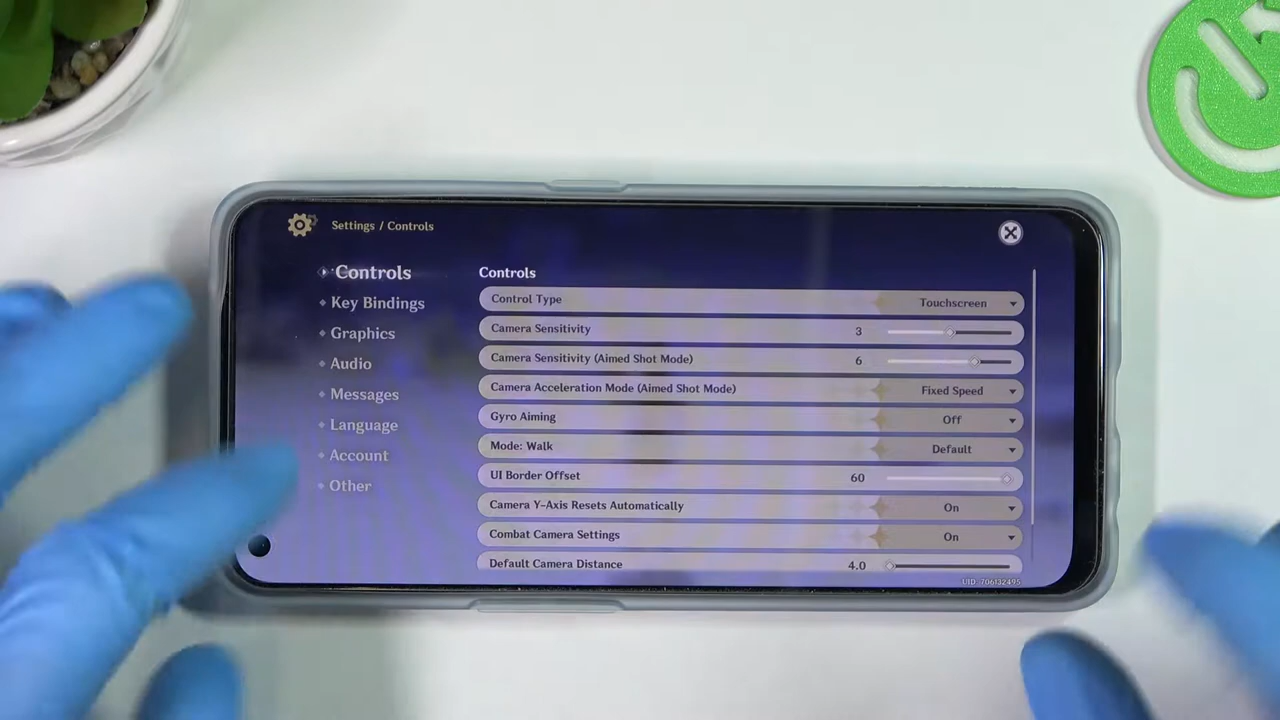 Settings / Controls
Controls
Key Bindings
Graphics
Audio
Messages
Language
Account
Other
Controls
Control Type Touchscreen
Camera Sensitivity 3
Camera Sensitivity (Aimed Shot Mode) 6
Camera Acceleration Mode (Aimed Shot Mode) Fixed Speed
Gyro Aiming Off
Mode: Walk Default
UI Border Offset 60
Camera Y-Axis Resets Automatically On
Combat Camera Settings On
Default Camera Distance 4.0
UID: 706132495